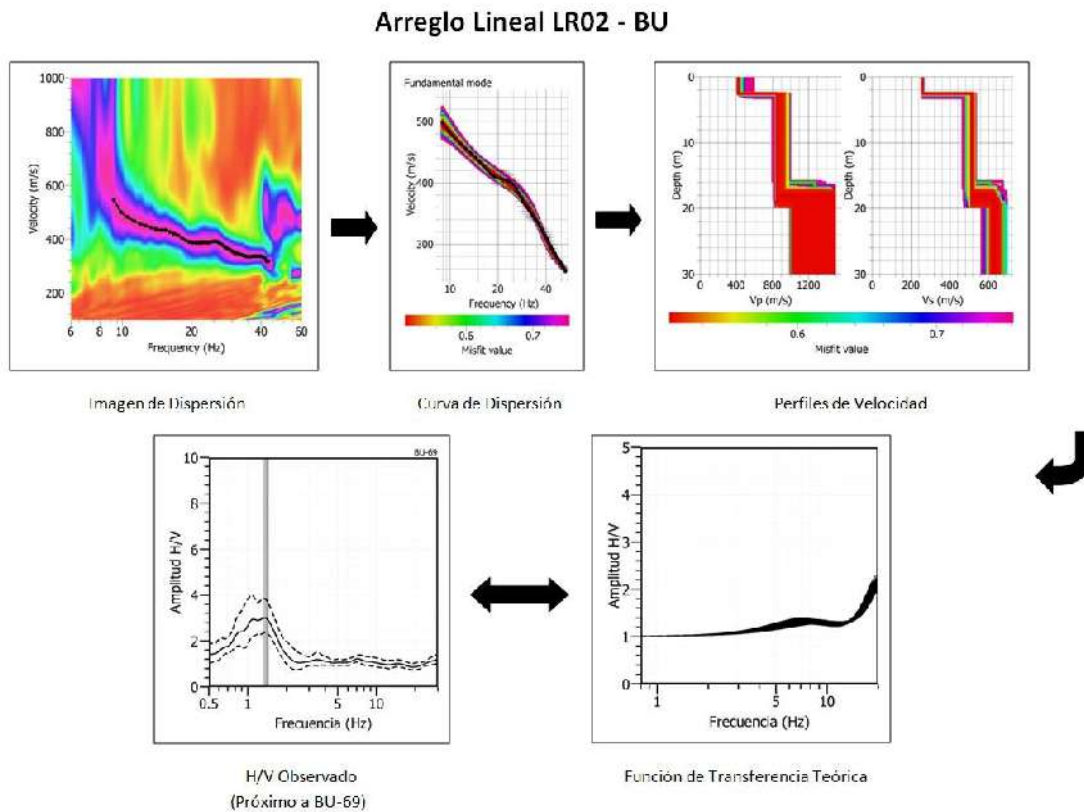 Arreglo Lineal LR02 - BU
1000
800
600
400
200
Velocity (m/s)
6 8 10 20 40 60
Frequency (Hz)
Imagen de Dispersión
Fundamental mode
500
400
300
Velocity (m/s)
10 20 30 40
Frequency (Hz)
0.6 0.7
Misfit value
Curva de Dispersión
0
10
20
30
Depth (m)
0 400 800 1200
Vp (m/s)
0
10
20
30
Depth (m)
0 200 400 600
Vs (m/s)
0.6 0.7
Misfit value
Perfiles de Velocidad
BU-69
10
8
6
4
2
0
Amplitud H/V
0.5 1 5 10
Frecuencia (Hz)
H/V Observado
(Próximo a BU-69)
5
4
3
2
1
0
Amplitud H/V
1 10
Frecuencia (Hz)
Función de Transferencia Teórica